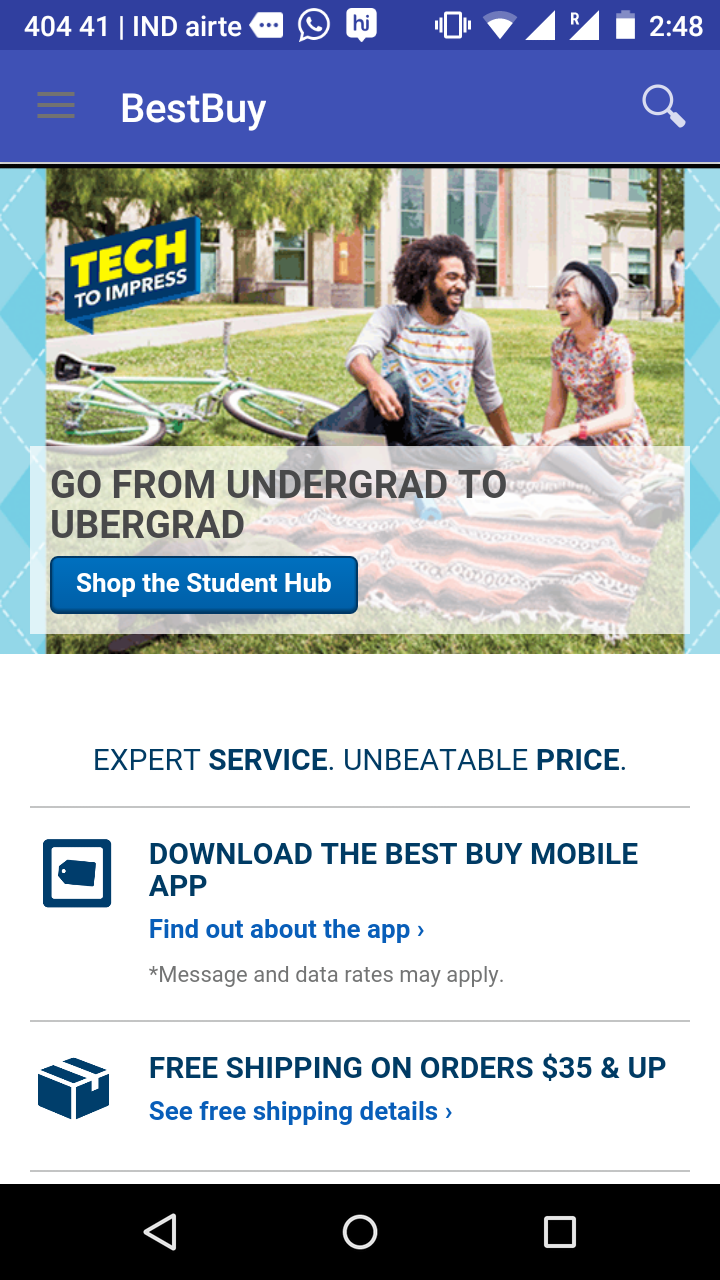 404 41 | IND airte
hi
R
2:48
BestBuy
TECH
TO IMPRESS
GO FROM UNDERGRAD TO
UBERGRAD
Shop the Student Hub
EXPERT SERVICE. UNBEATABLE PRICE.
DOWNLOAD THE BEST BUY MOBILE
APP
Find out about the app ›
*Message and data rates may apply.
FREE SHIPPING ON ORDERS $35 & UP
See free shipping details ›